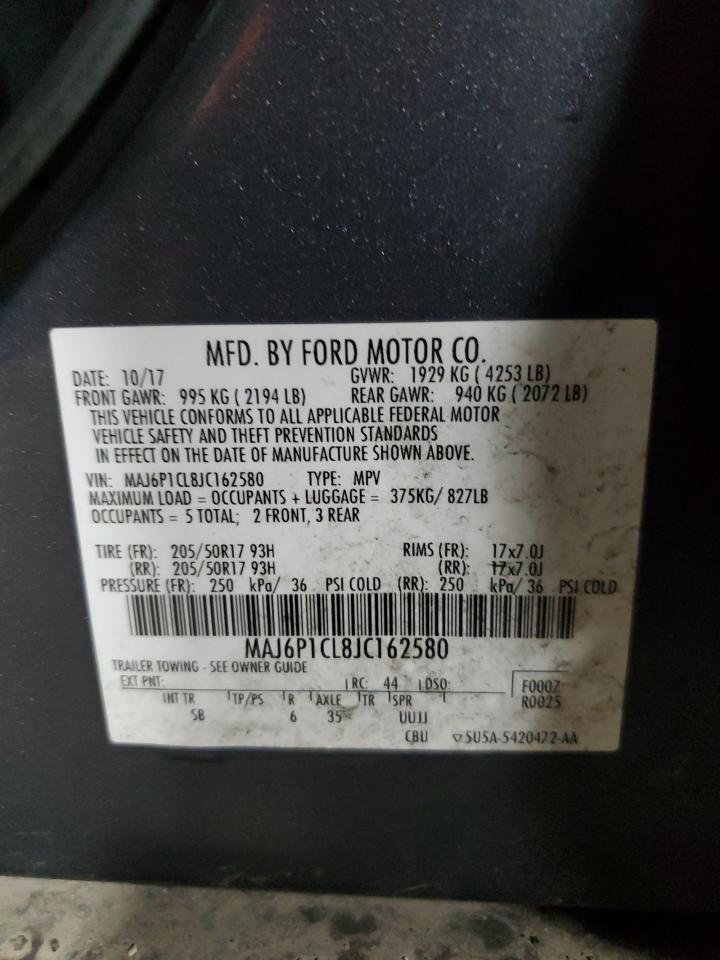 MFD. BY FORD MOTOR CO.
DATE: 10/17 GVWR: 1929 KG ( 4253 LB)
FRONT GAWR: 995 KG ( 2194 LB) REAR GAWR: 940 KG ( 2072 LB)
THIS VEHICLE CONFORMS TO ALL APPLICABLE FEDERAL MOTOR
VEHICLE SAFETY AND THEFT PREVENTION STANDARDS
IN EFFECT ON THE DATE OF MANUFACTURE SHOWN ABOVE.
VIN: MAJ6P1CL8JC162580 TYPE: MPV
MAXIMUM LOAD = OCCUPANTS + LUGGAGE = 375KG/ 827LB
OCCUPANTS = 5 TOTAL; 2 FRONT, 3 REAR
TIRE (FR): 205/50R17 93H RIMS (FR): 17x7.0J
(RR): 205/50R17 93H (RR): 17x7.0J
PRESSURE (FR): 250 kPa/ 36 PSI COLD (RR): 250 kPa/ 36 PSI COLD
MAJ6P1CL8JC162580
TRAILER TOWING - SEE OWNER GUIDE
EXT PNT: RC: 44 DSO: F0007
INT TR TP/PS R AXLE TR SPR R0025
SB 6 35 UUJJ
CBU 5U5A-5420472-AA